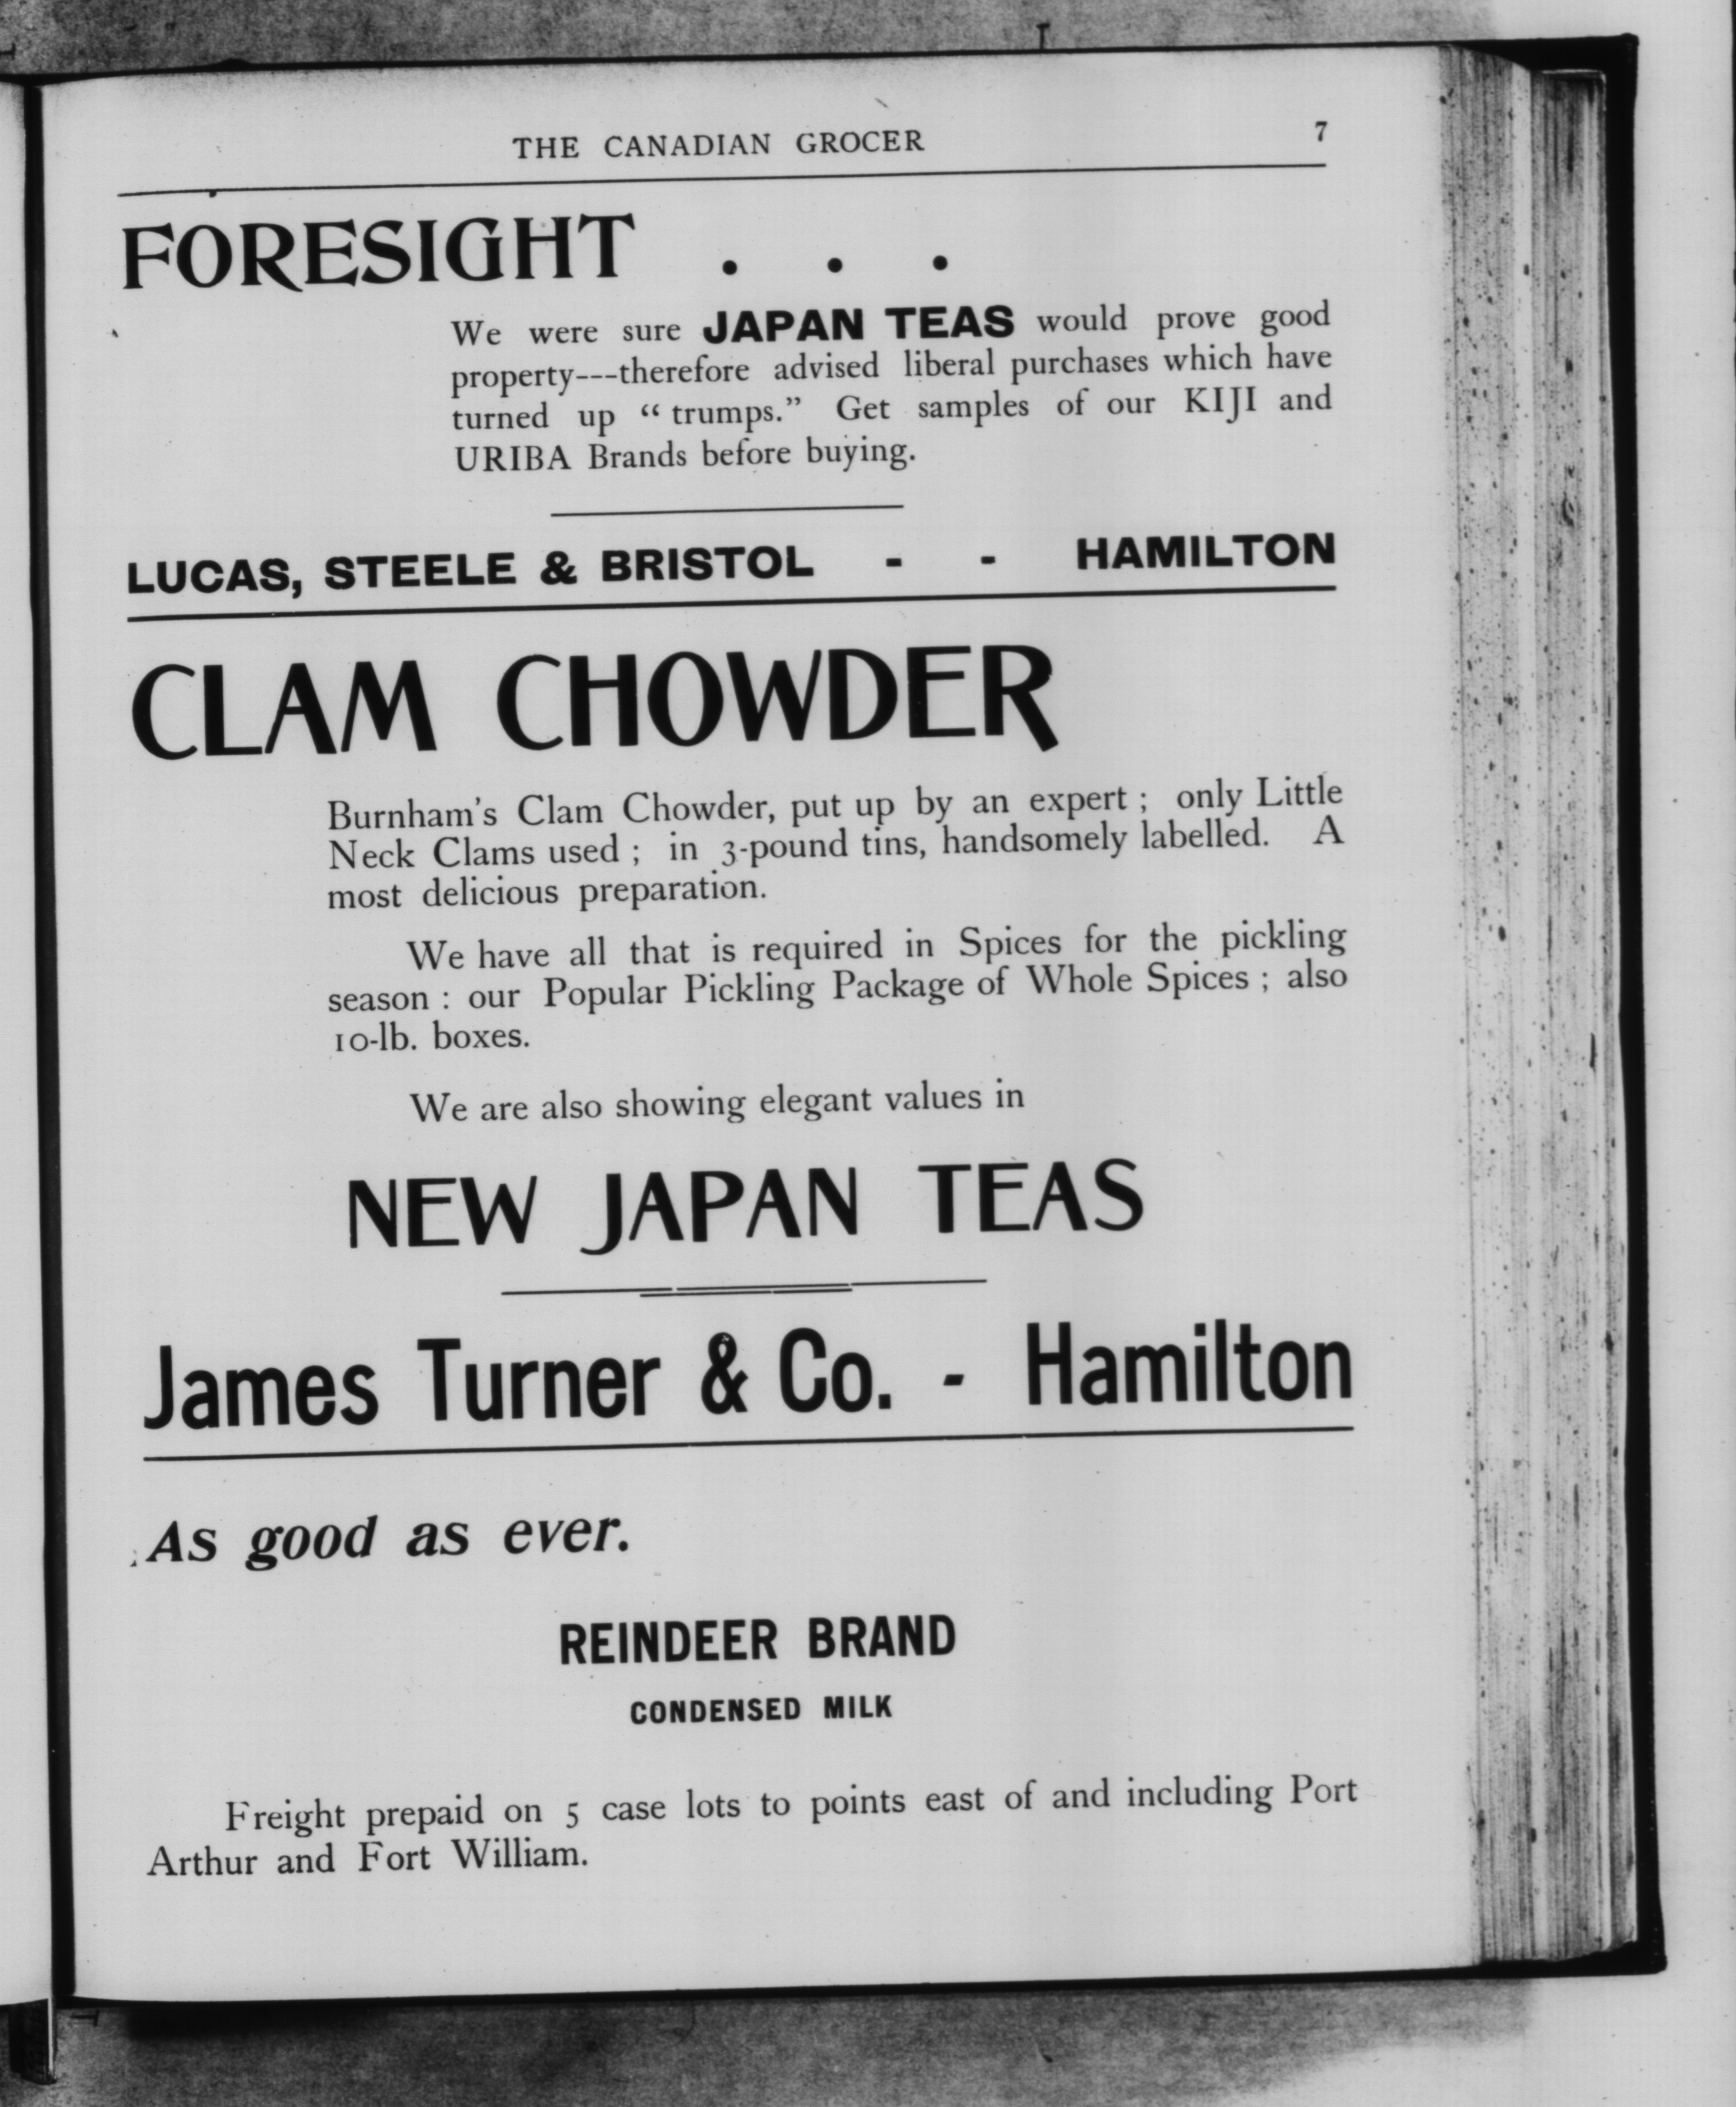 THE CANADIAN GROCER 7
FORESIGHT . . .
We were sure JAPAN TEAS would prove good
property---therefore advised liberal purchases which have
turned up “trumps.” Get samples of our KIJI and
URIBA Brands before buying.
LUCAS, STEELE & BRISTOL - - HAMILTON
CLAM CHOWDER
Burnham's Clam Chowder, put up by an expert ; only Little
Neck Clams used ; in 3-pound tins, handsomely labelled. A
most delicious preparation.
We have all that is required in Spices for the pickling
season : our Popular Pickling Package of Whole Spices ; also
10-lb. boxes.
We are also showing elegant values in
NEW JAPAN TEAS
James Turner & Co. - Hamilton
As good as ever.
REINDEER BRAND
CONDENSED MILK
Freight prepaid on 5 case lots to points east of and including Port
Arthur and Fort William.